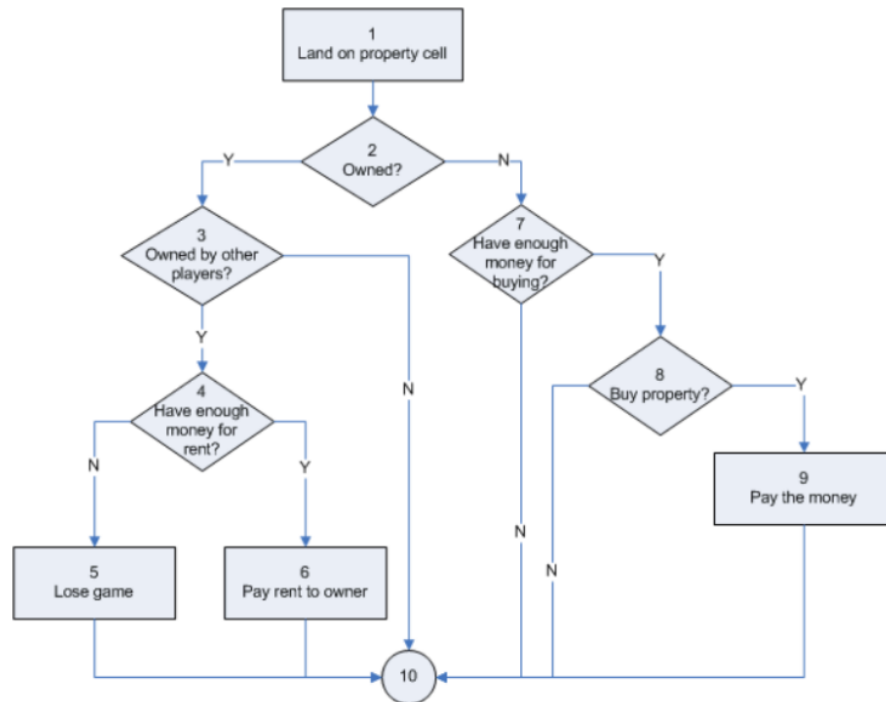 1
Land on property cell
2
Owned?
Y
N
3
Owned by other
players?
7
Have enough
money for
buying?
Y
Y
N
4
Have enough
money for
rent?
8
Buy property?
Y
N
Y
9
Pay the money
N
N
5
Lose game
6
Pay rent to owner
10